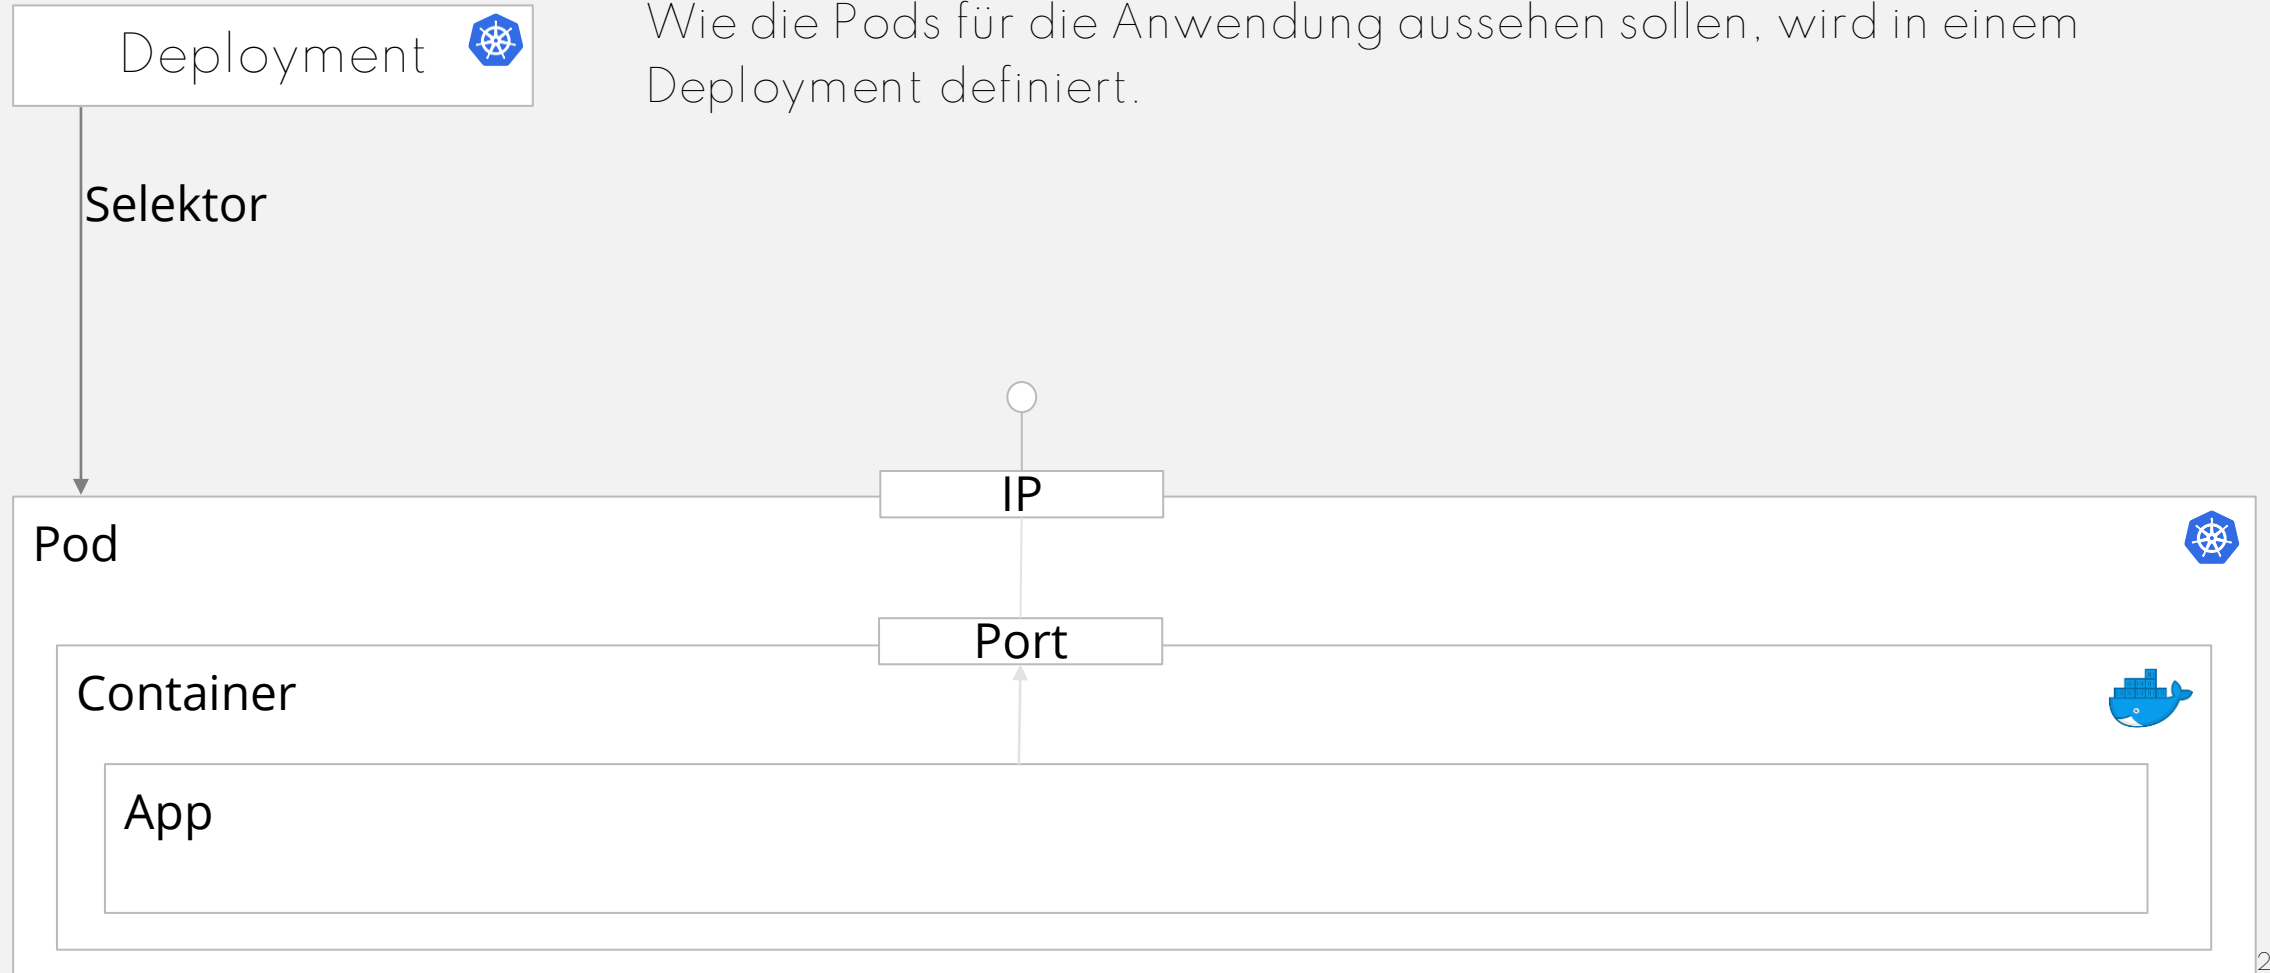 Deployment
Wie die Pods für die Anwendung aussehen sollen, wird in einem
Deployment definiert.
Selektor
IP
Pod
Port
Container
App
2